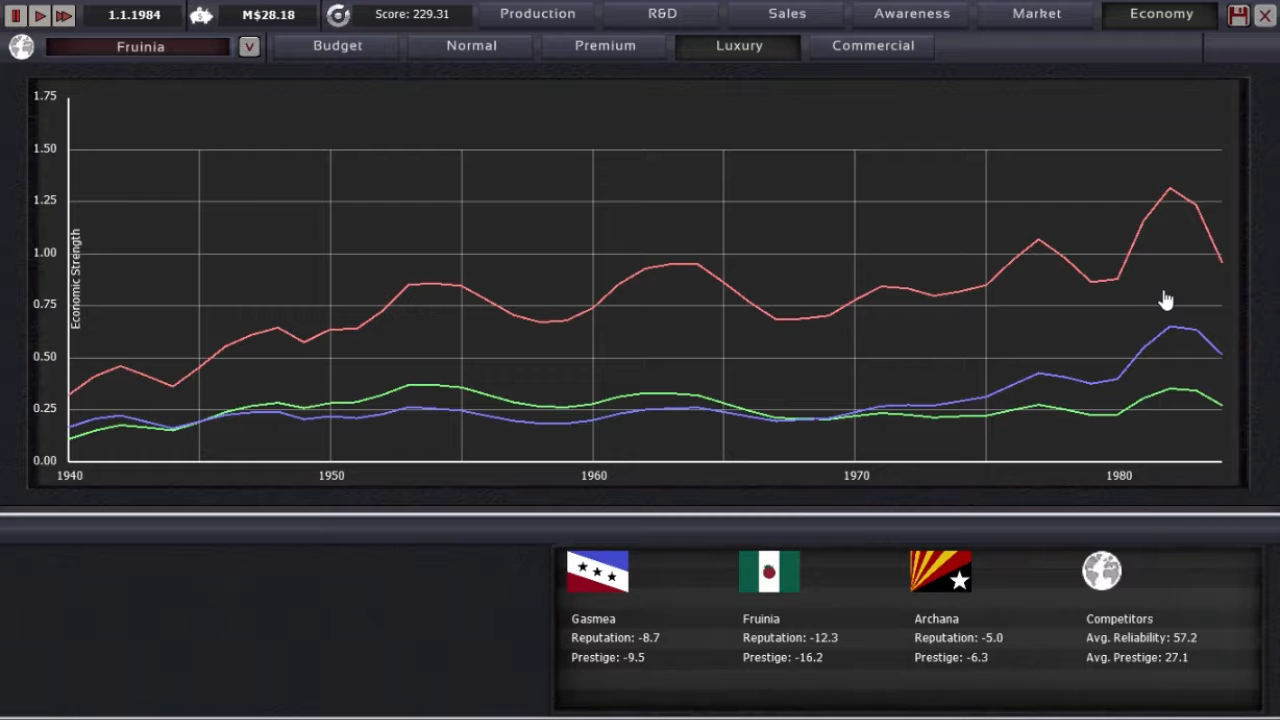 1.1.1984 M$28.18 Score: 229.31 Production R&D Sales Awareness Market Economy
Fruinia V Budget Normal Premium Luxury Commercial
1.75
1.50
1.25
1.00
0.75
0.50
0.25
0.00
Economic Strength
1940 1950 1960 1970 1980
Gasmea Fruinia Archana Competitors
Reputation: -8.7 Reputation: -12.3 Reputation: -5.0 Avg. Reliability: 57.2
Prestige: -9.5 Prestige: -16.2 Prestige: -6.3 Avg. Prestige: 27.1